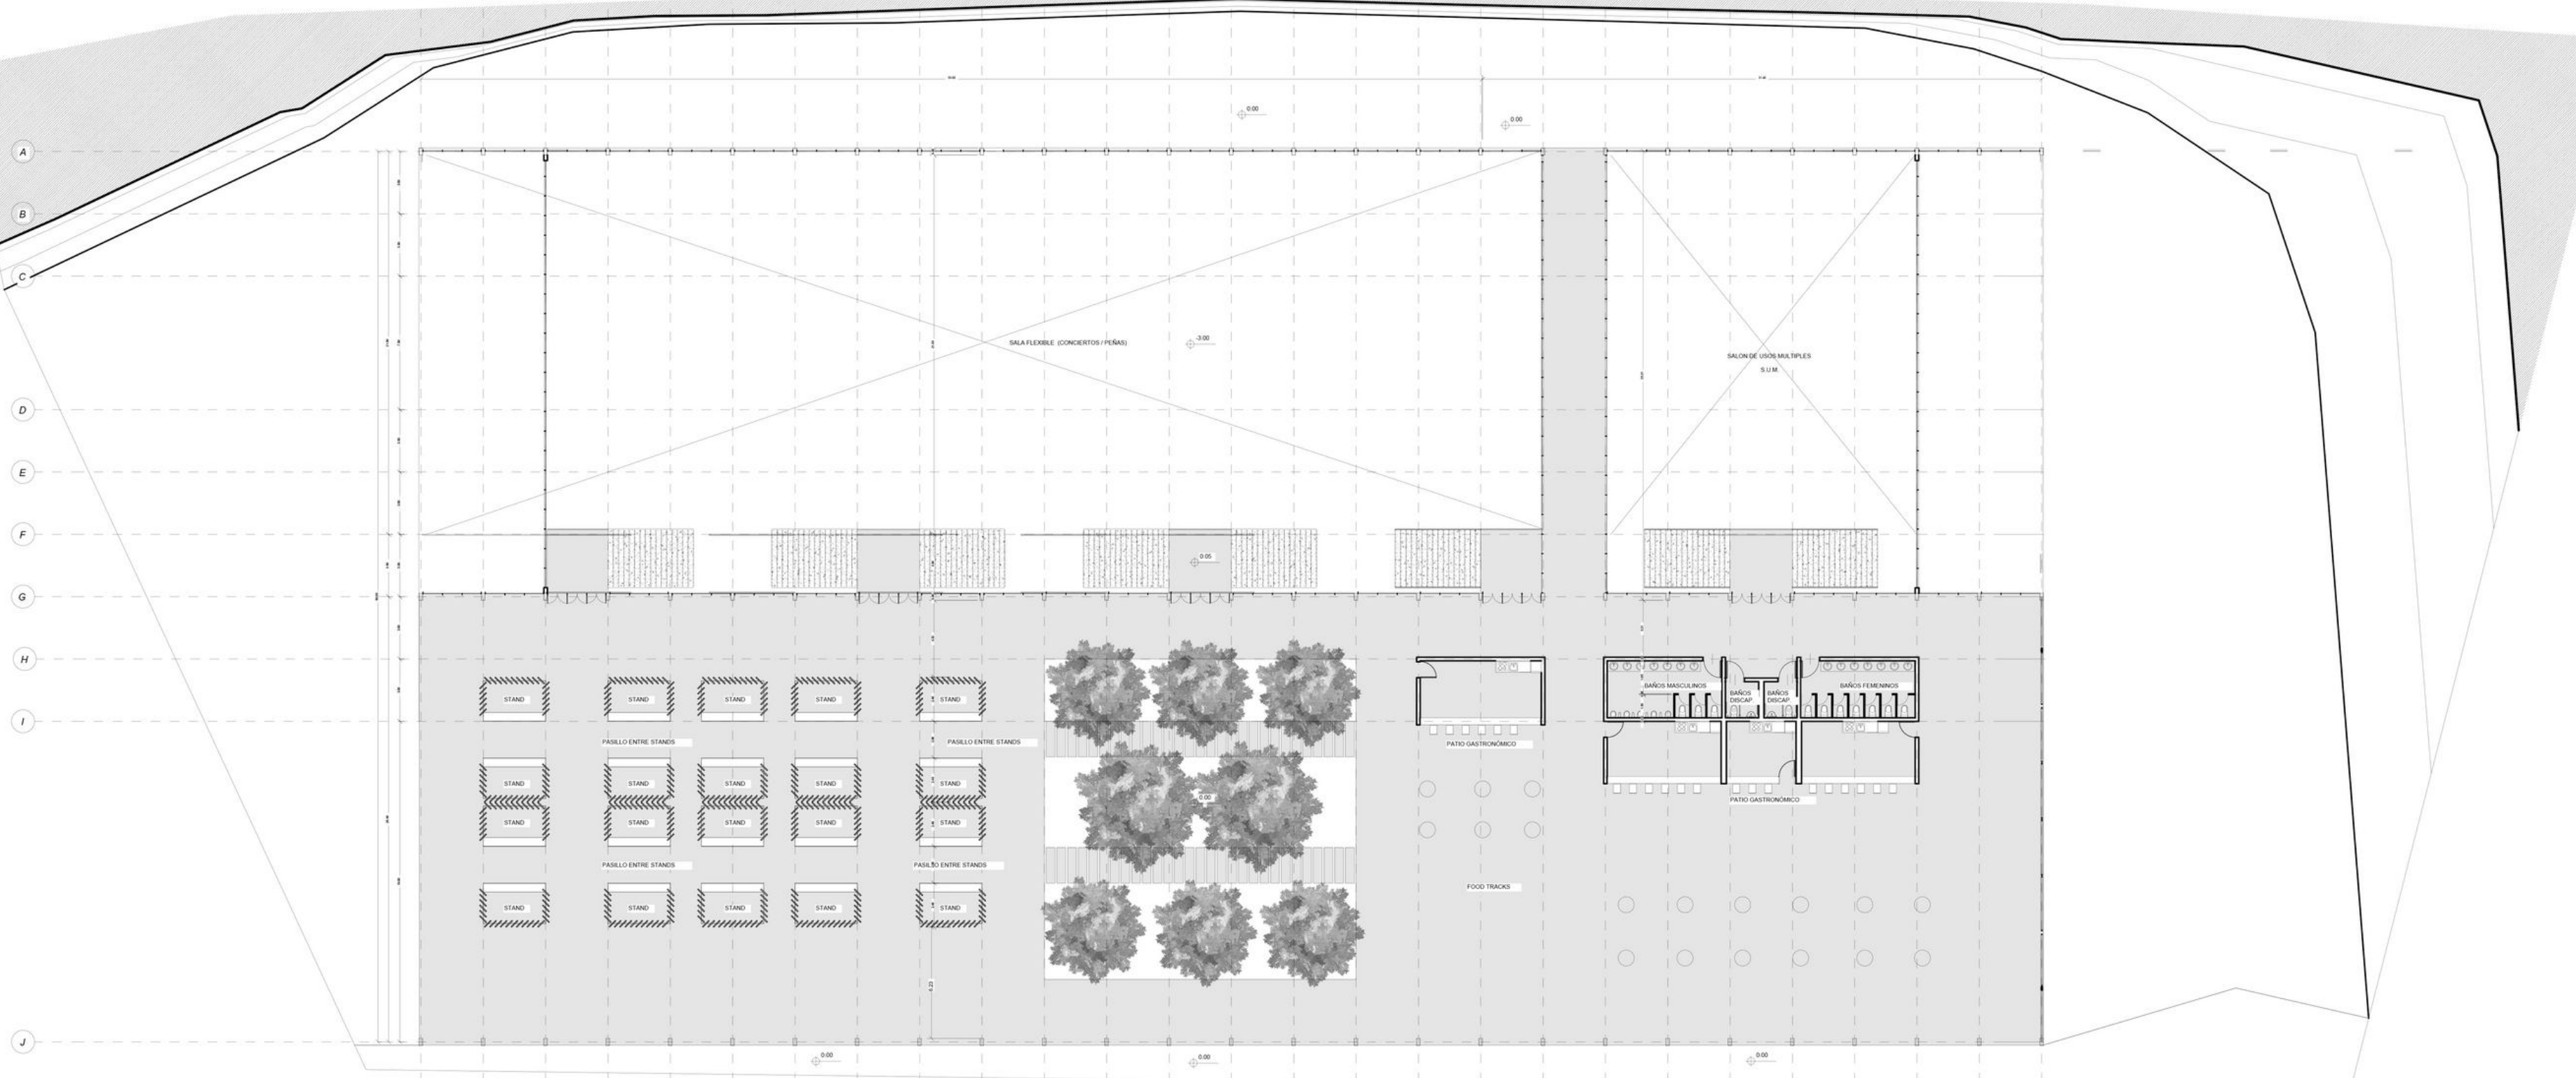 0.00
0.00
A
B
C
SALA FLEXIBLE (CONCIERTOS / PEÑAS)
-3.00
SALON DE USOS MULTIPLES
S.U.M.
D
E
F
0.05
G
H
BAÑOS MASCULINOS
BAÑOS
DISCAP.
BAÑOS
DISCAP.
BAÑOS FEMENINOS
STAND
STAND
STAND
STAND
STAND
I
PASILLO ENTRE STANDS
PASILLO ENTRE STANDS
PATIO GASTRONÓMICO
STAND
STAND
STAND
STAND
STAND
0.00
PATIO GASTRONÓMICO
STAND
STAND
STAND
STAND
STAND
PASILLO ENTRE STANDS
PASILLO ENTRE STANDS
FOOD TRACKS
STAND
STAND
STAND
STAND
STAND
5.23
J
0.00
0.00
0.00